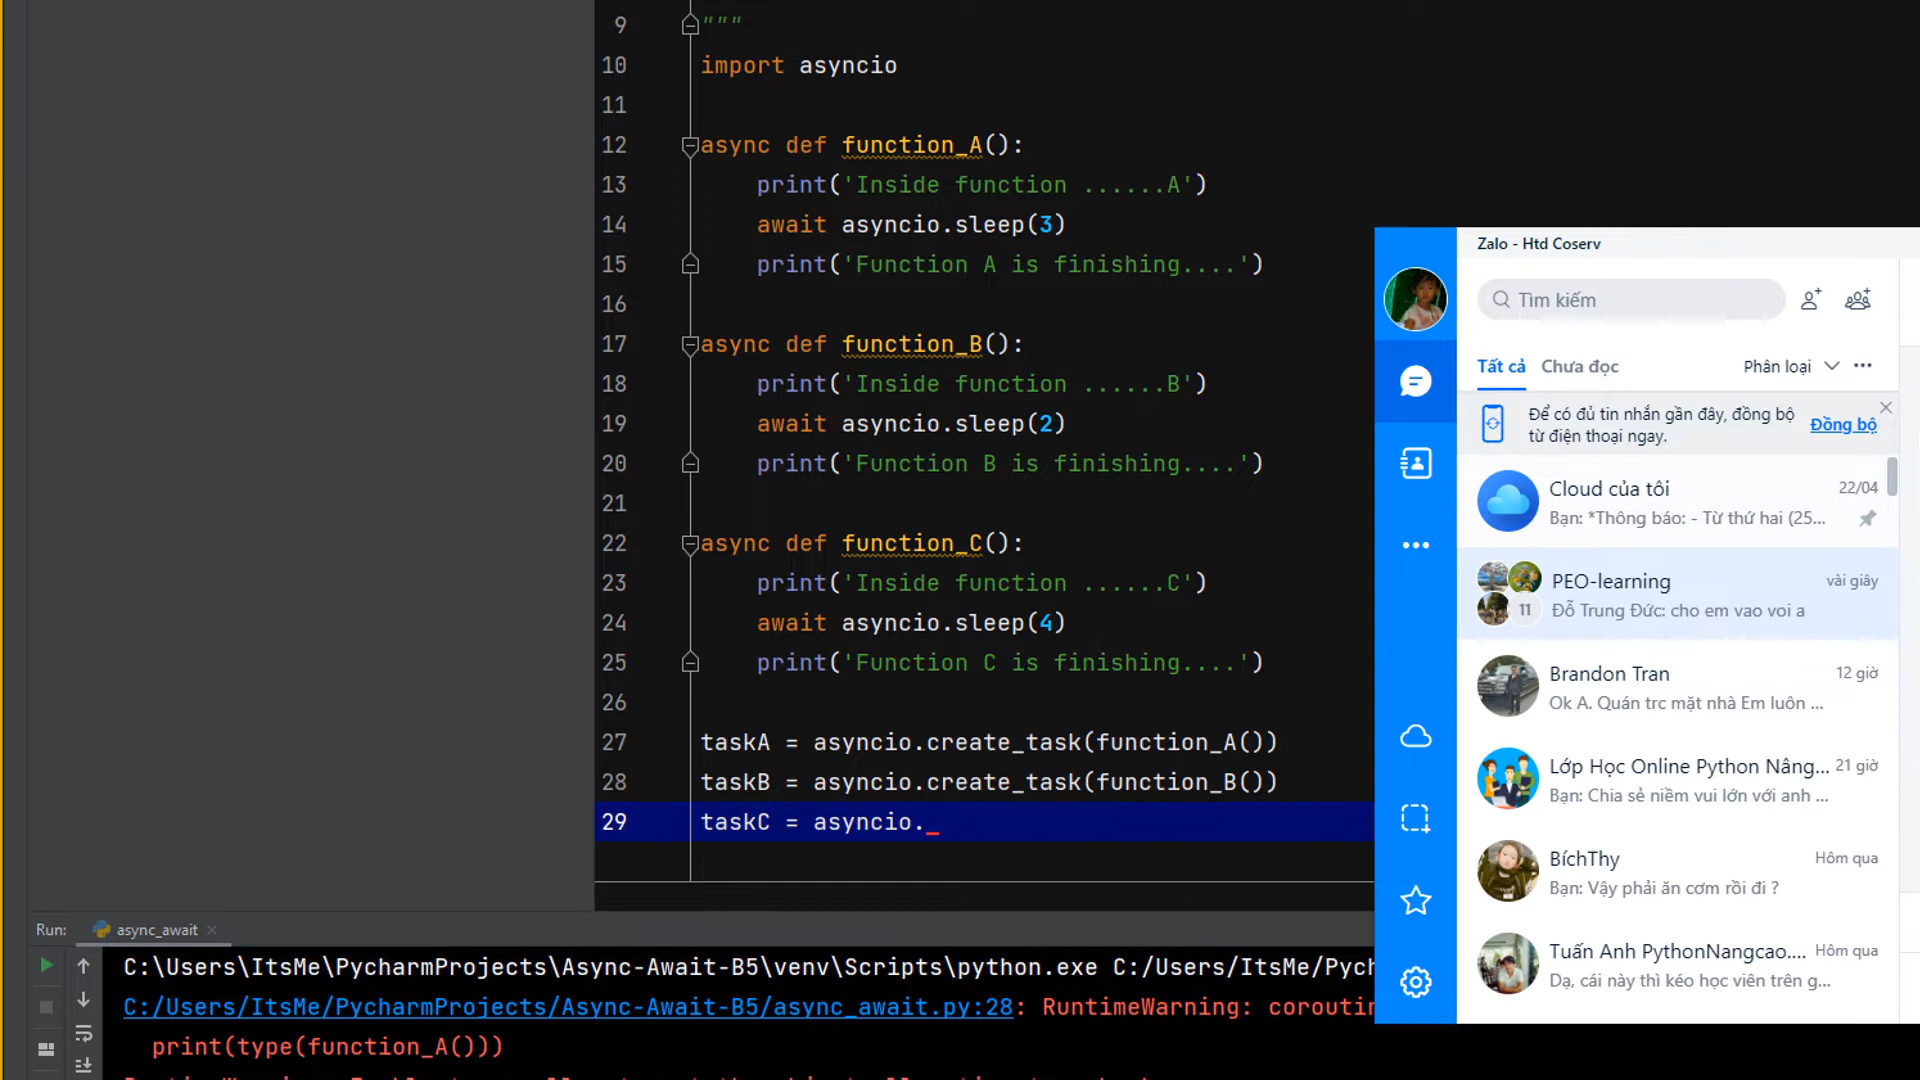 9 """
10 import asyncio
11
12 async def function_A():
13 print('Inside function ......A')
14 await asyncio.sleep(3)
15 print('Function A is finishing....')
16
17 async def function_B():
18 print('Inside function ......B')
19 await asyncio.sleep(2)
20 print('Function B is finishing....')
21
22 async def function_C():
23 print('Inside function ......C')
24 await asyncio.sleep(4)
25 print('Function C is finishing....')
26
27 taskA = asyncio.create_task(function_A())
28 taskB = asyncio.create_task(function_B())
29 taskC = asyncio.
Zalo - Htd Coserv
Tìm kiếm
Tất cả Chưa đọc Phân loại
Để có đủ tin nhắn gần đây, đồng bộ
từ điện thoại ngay.
Đồng bộ
Cloud của tôi 22/04
Bạn: *Thông báo: - Từ thứ hai (25...
PEO-learning vài giây
11 Đỗ Trung Đức: cho em vao voi a
Brandon Tran 12 giờ
Ok A. Quán trc mặt nhà Em luôn ...
Lớp Học Online Python Nâng... 21 giờ
Bạn: Chia sẻ niềm vui lớn với anh ...
BíchThy Hôm qua
Bạn: Vậy phải ăn cơm rồi đi ?
Tuấn Anh PythonNangcao.... Hôm qua
Dạ, cái này thì kéo học viên trên g...
Run: async_await
C:\Users\ItsMe\PycharmProjects\Async-Await-B5\venv\Scripts\python.exe C:/Users/ItsMe/Pycl
C:/Users/ItsMe/PycharmProjects/Async-Await-B5/async_await.py:28: RuntimeWarning: coroutin
print(type(function_A()))